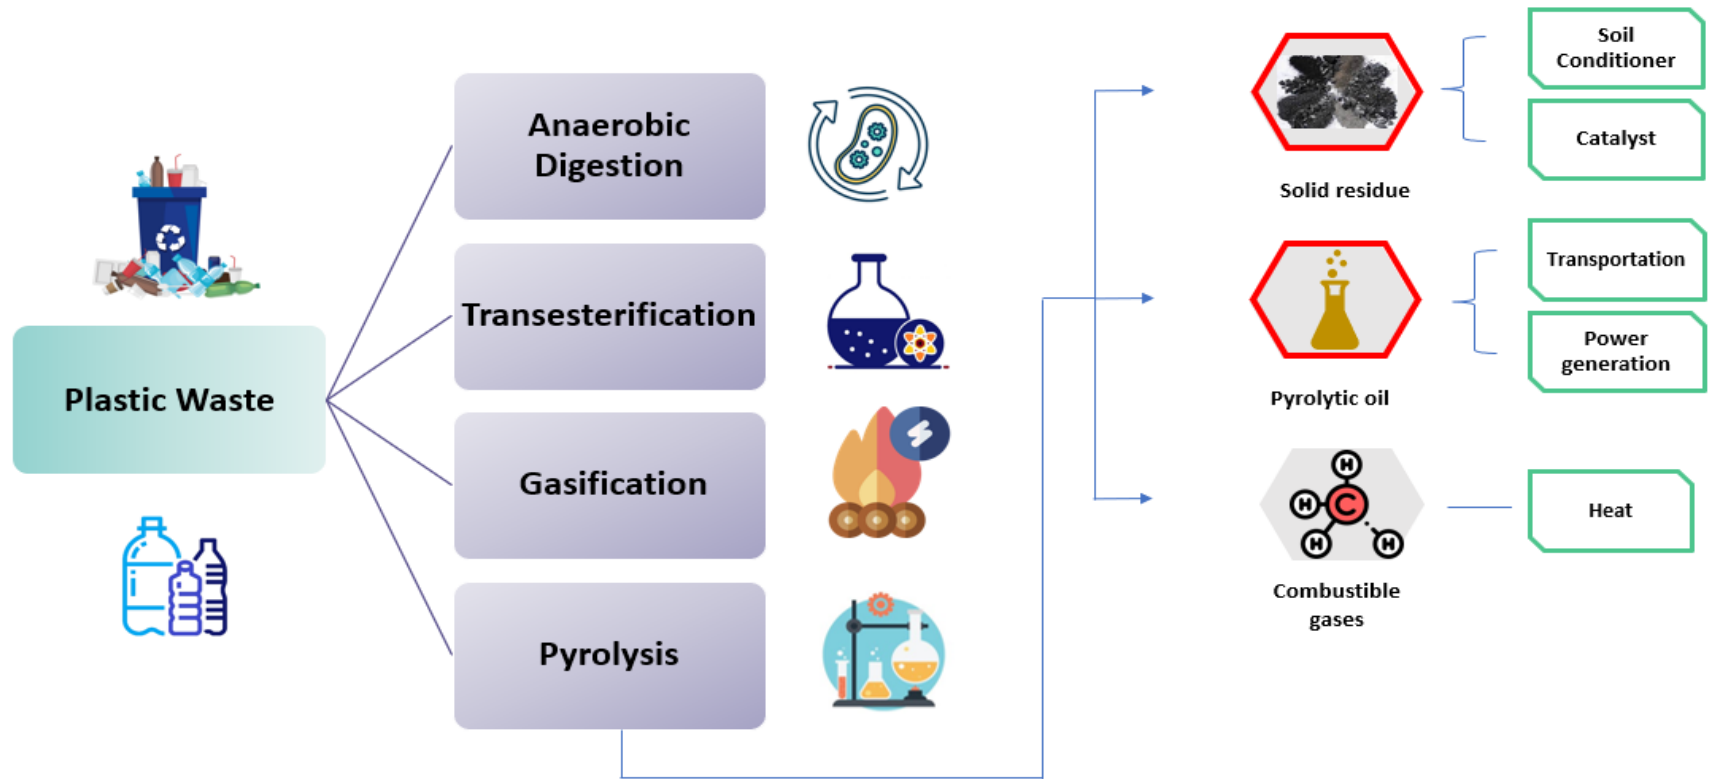 Plastic Waste
Anaerobic
Digestion
Transesterification
Gasification
Pyrolysis
Solid residue
Soil
Conditioner
Catalyst
Pyrolytic oil
Transportation
Power
generation
H
H
C
H
H
Combustible
gases
Heat